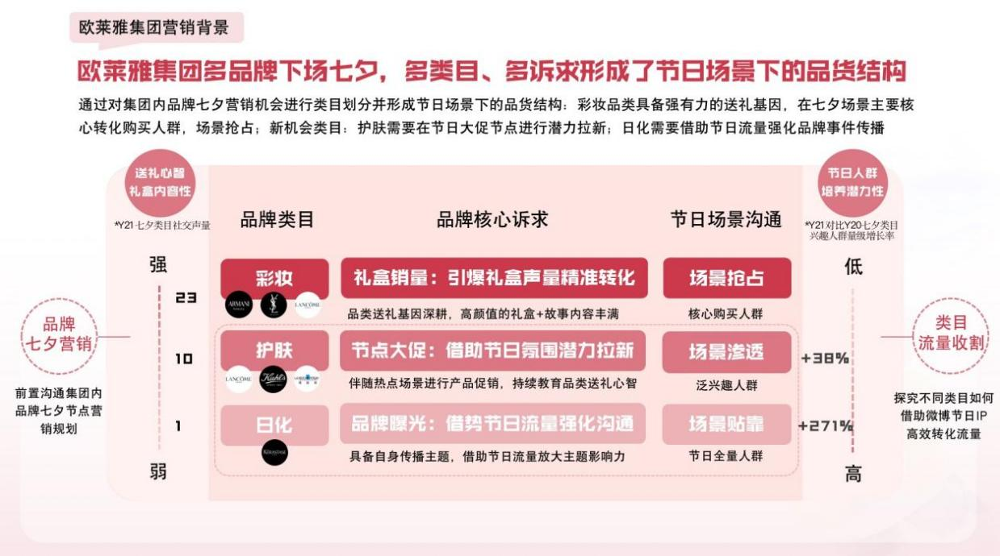 欧莱雅集团营销背景
欧莱雅集团多品牌下场七夕，多类目、多诉求形成了节日场景下的品货结构
通过对集团内品牌七夕营销机会进行类目划分并形成节日场景下的品货结构：彩妆品类具备强有力的送礼基因，在七夕场景主要核
心转化购买人群，场景抢占；新机会类目：护肤需要在节日大促节点进行潜力拉新；日化需要借助节日流量强化品牌事件传播
送礼心智
礼盒内容性
*Y21七夕类目社交声量
品牌类目
品牌核心诉求
节日场景沟通
节日人群
培养潜力性
*Y21对比Y20七夕类目
兴趣人群量级增长率
强
低
23
彩妆
礼盒销量：引爆礼盒声量精准转化
场景抢占
ARMANI
YSL
LANCÔME
品类送礼基因深耕，高颜值的礼盒+故事内容丰满
核心购买人群
品牌
七夕营销
前置沟通集团内
品牌七夕节点营
销规划
10
护肤
节点大促：借助节日氛围潜力拉新
场景渗透
+38%
LANCÔME
Kiehl's
伴随热点场景进行产品促销，持续教育品类送礼心智
泛兴趣人群
类目
流量收割
探究不同类目如何
借助微博节日IP
高效转化流量
1
日化
品牌曝光：借势节日流量强化沟通
场景贴靠
+271%
KÉRASTASE
具备自身传播主题，借助节日流量放大主题影响力
节日全量人群
弱
高